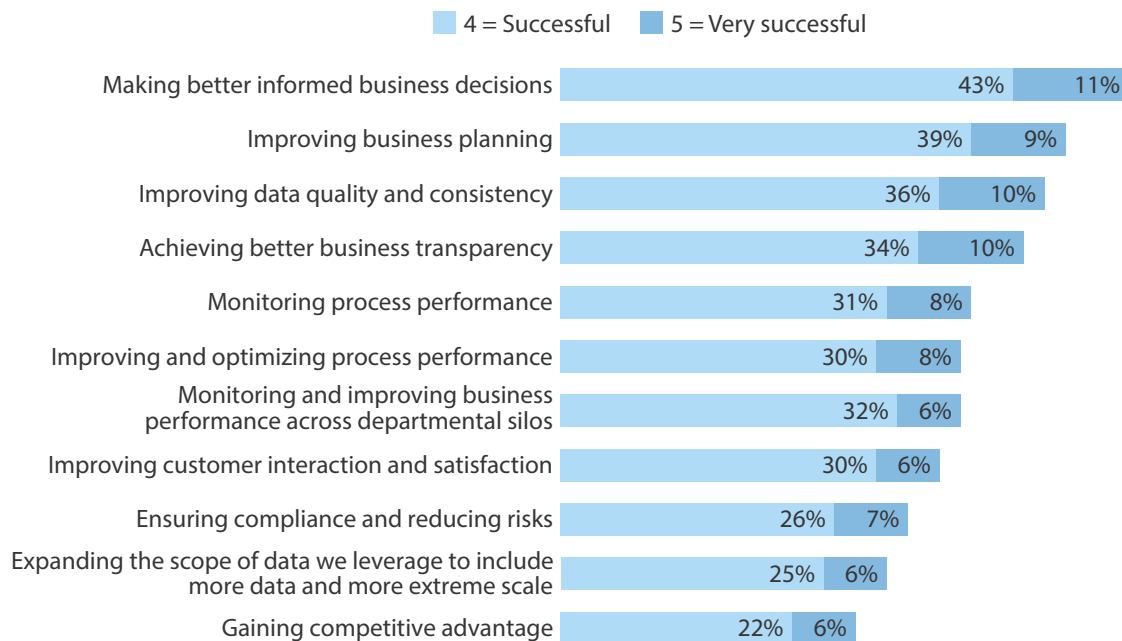 4 = Successful 5 = Very successful
Making better informed business decisions 43% 11%
Improving business planning 39% 9%
Improving data quality and consistency 36% 10%
Achieving better business transparency 34% 10%
Monitoring process performance 31% 8%
Improving and optimizing process performance 30% 8%
Monitoring and improving business
performance across departmental silos 32% 6%
Improving customer interaction and satisfaction 30% 6%
Ensuring compliance and reducing risks 26% 7%
Expanding the scope of data we leverage to include
more data and more extreme scale 25% 6%
Gaining competitive advantage 22% 6%